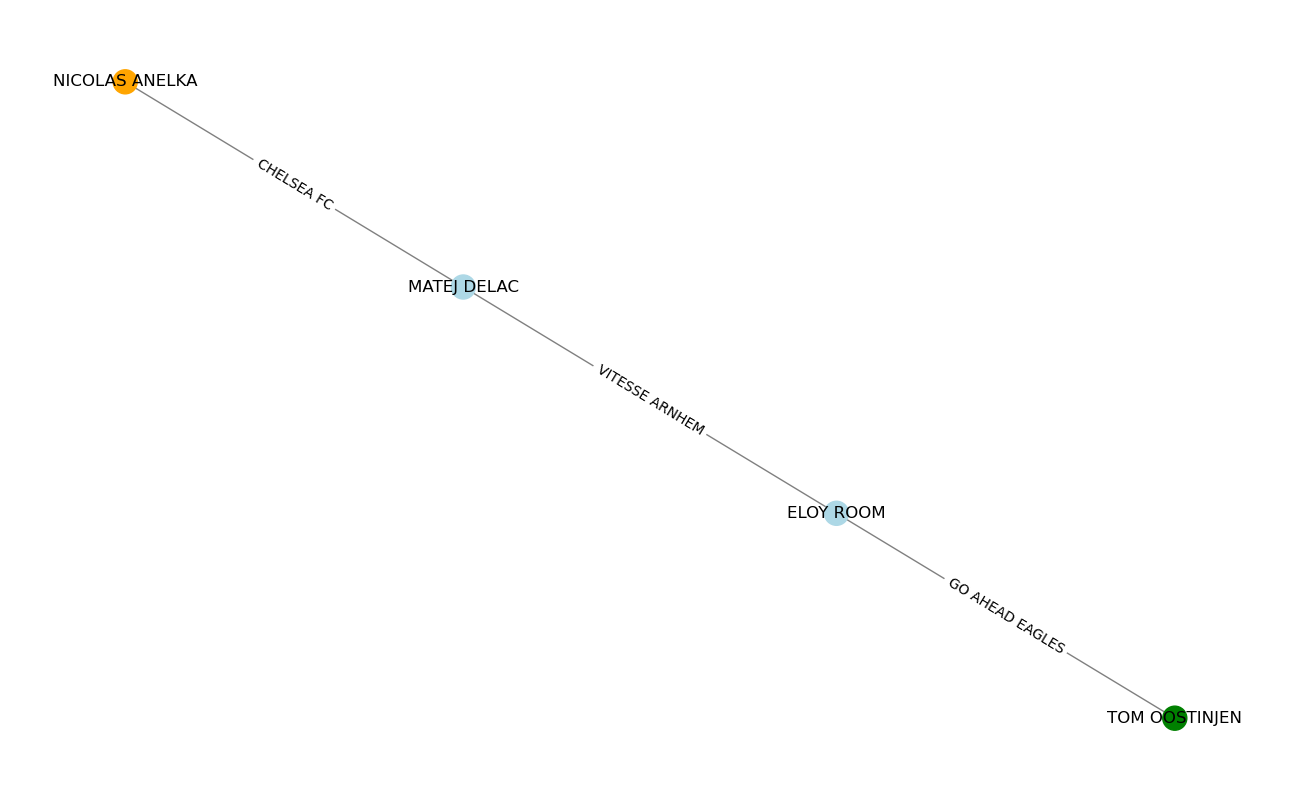 NICOLAS ANELKA
CHELSEA FC
MATEJ DELAC
VITESSE ARNHEM
ELOY ROOM
GO AHEAD EAGLES
TOM OOSTINJEN